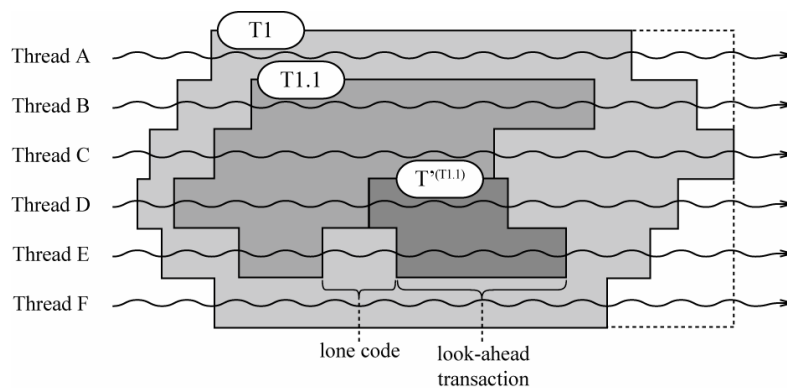 T1
Thread A
T1.1
Thread B
Thread C
T’(T1.1)
Thread D
Thread E
Thread F
lone code
look-ahead
transaction